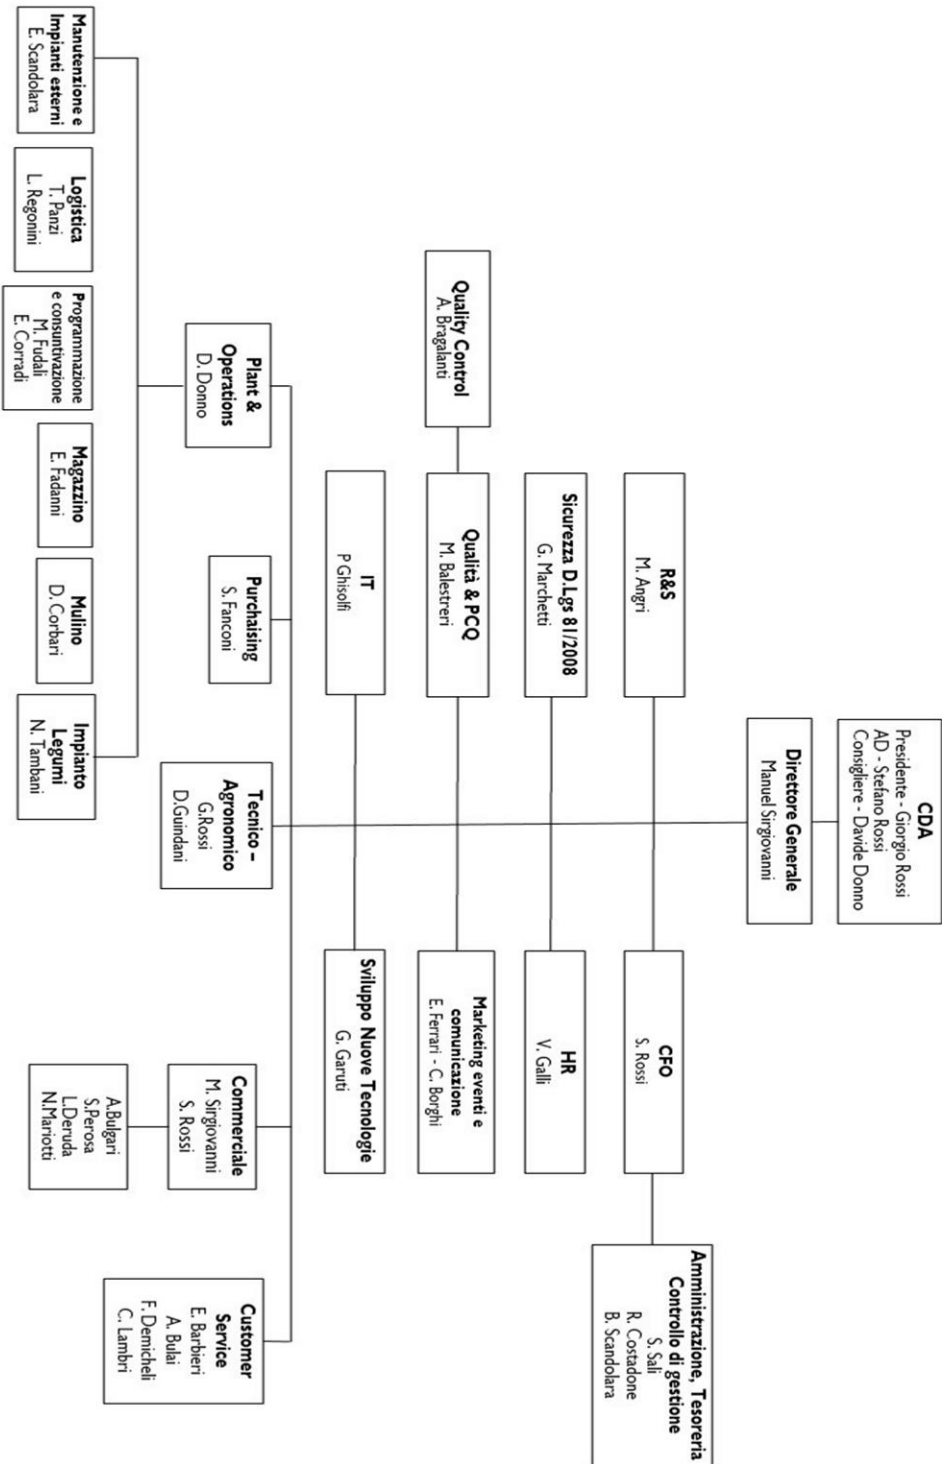 CDA
Presidente - Giorgio Rossi
AD - Stefano Rossi
Consigliere - Davide Donno
Direttore Generale
Manuel Sirgiovanni
R&S
M. Angri
CFO
S. Rossi
Amministrazione, Tesoreria
Controllo di gestione
S. Sali
R. Costadone
B. Scandolara
Sicurezza D.Lgs 81/2008
G. Marchetti
HR
V. Galli
Quality Control
A. Bragalanti
Qualità & PCQ
M. Balestreri
Marketing eventi e
comunicazione
E. Ferrari - C. Borghi
IT
P Ghisolfi
Sviluppo Nuove Tecnologie
G. Garuti
Plant &
Operations
D. Donno
Purchaising
S. Fanconi
Tecnico –
Agronomico
G.Rossi
D.Guindani
Commerciale
M. Sirgiovanni
S. Rossi
Customer
Service
E. Barbieri
A. Bulai
F. Demicheli
C. Lambri
A.Bulgari
S.Perosa
L.Deruda
N.Mariotti
Manutenzione e
Impianti esterni
E. Scandolara
Logistica
T. Panzi
L. Regonini
Programmazione
e consuntivazione
M. Fudali
E. Corradi
Magazzino
E. Fadanni
Mulino
D. Corbari
Impianto
Legumi
N. Tambani